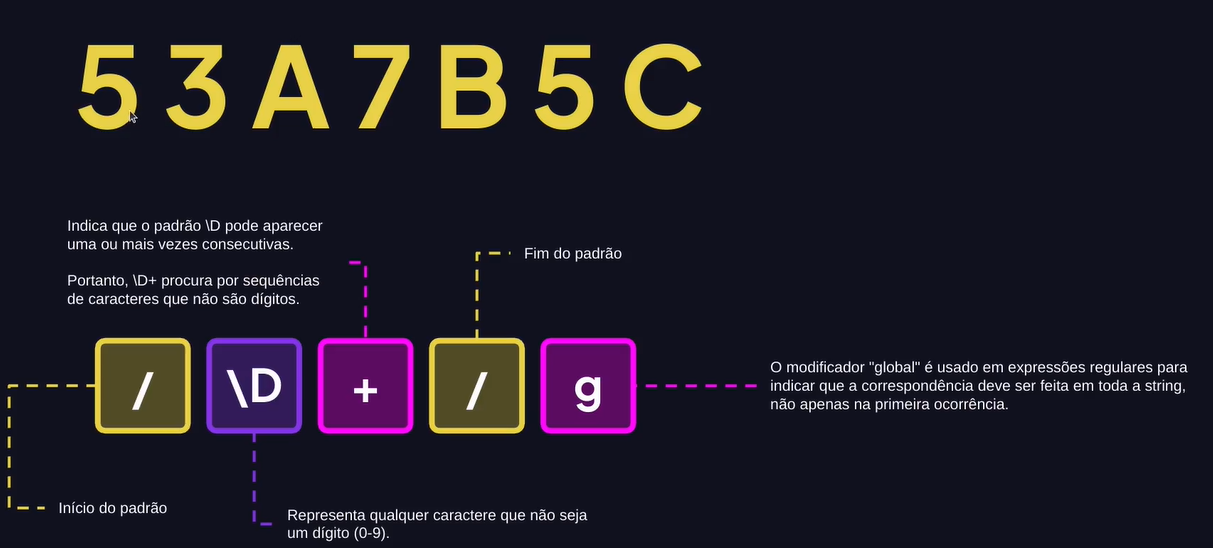 53A7B5C
Indica que o padrão \D pode aparecer
uma ou mais vezes consecutivas.
Portanto, \D+ procura por sequências
de caracteres que não são dígitos.
Fim do padrão
/ \D + / g
O modificador "global" é usado em expressões regulares para
indicar que a correspondência deve ser feita em toda a string,
não apenas na primeira ocorrência.
Início do padrão
Representa qualquer caractere que não seja
um dígito (0-9).